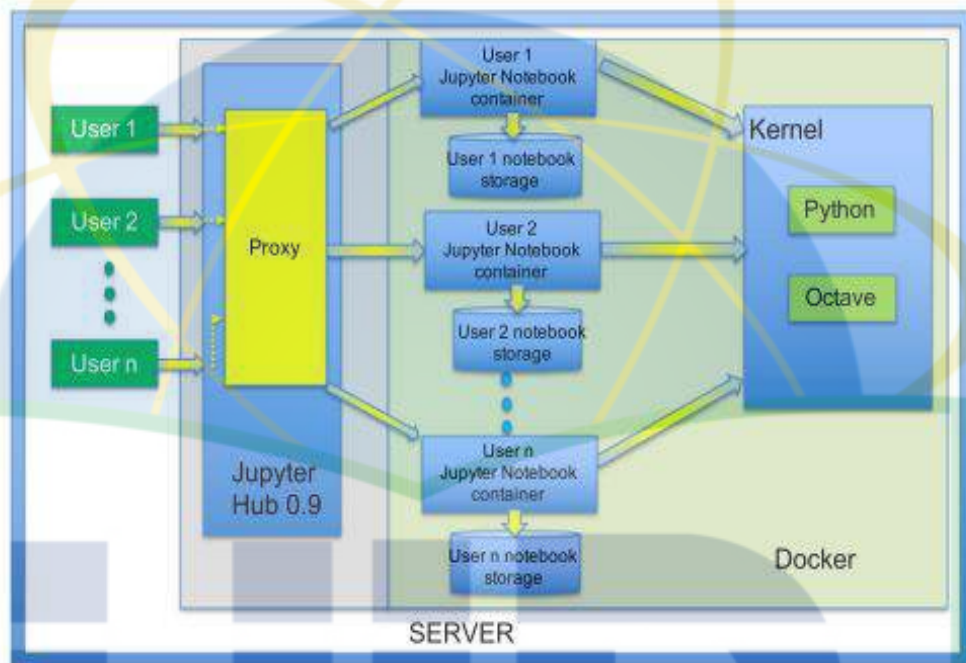 User 1
User 2
User n
Proxy
Jupyter
Hub 0.9
User 1
Jupyter Notebook
container
User 1 notebook
storage
User 2
Jupyter Notebook
container
User 2 notebook
storage
User n
Jupyter Notebook
container
User n notebook
storage
Kernel
Python
Octave
Docker
SERVER